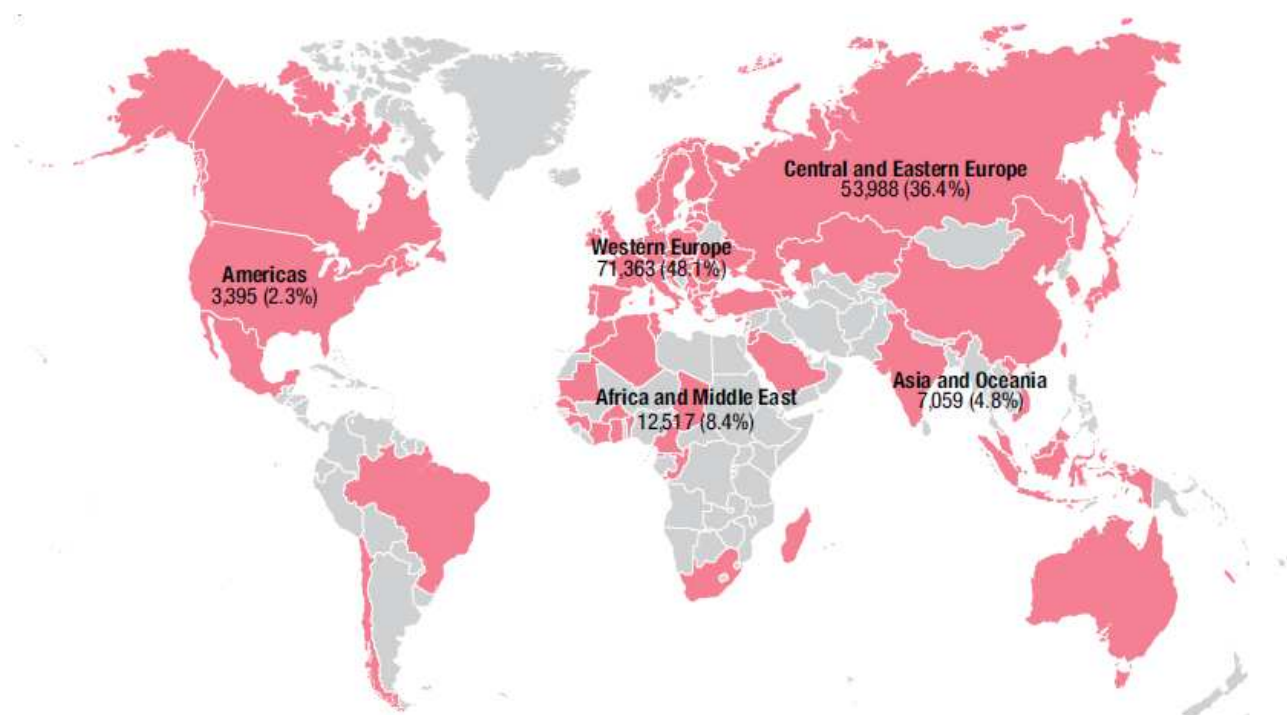 Central and Eastern Europe
53,988 (36.4%)
Western Europe
71,363 (48.1%)
Americas
3,395 (2.3%)
Asia and Oceania
7,059 (4.8%)
Africa and Middle East
12,517 (8.4%)